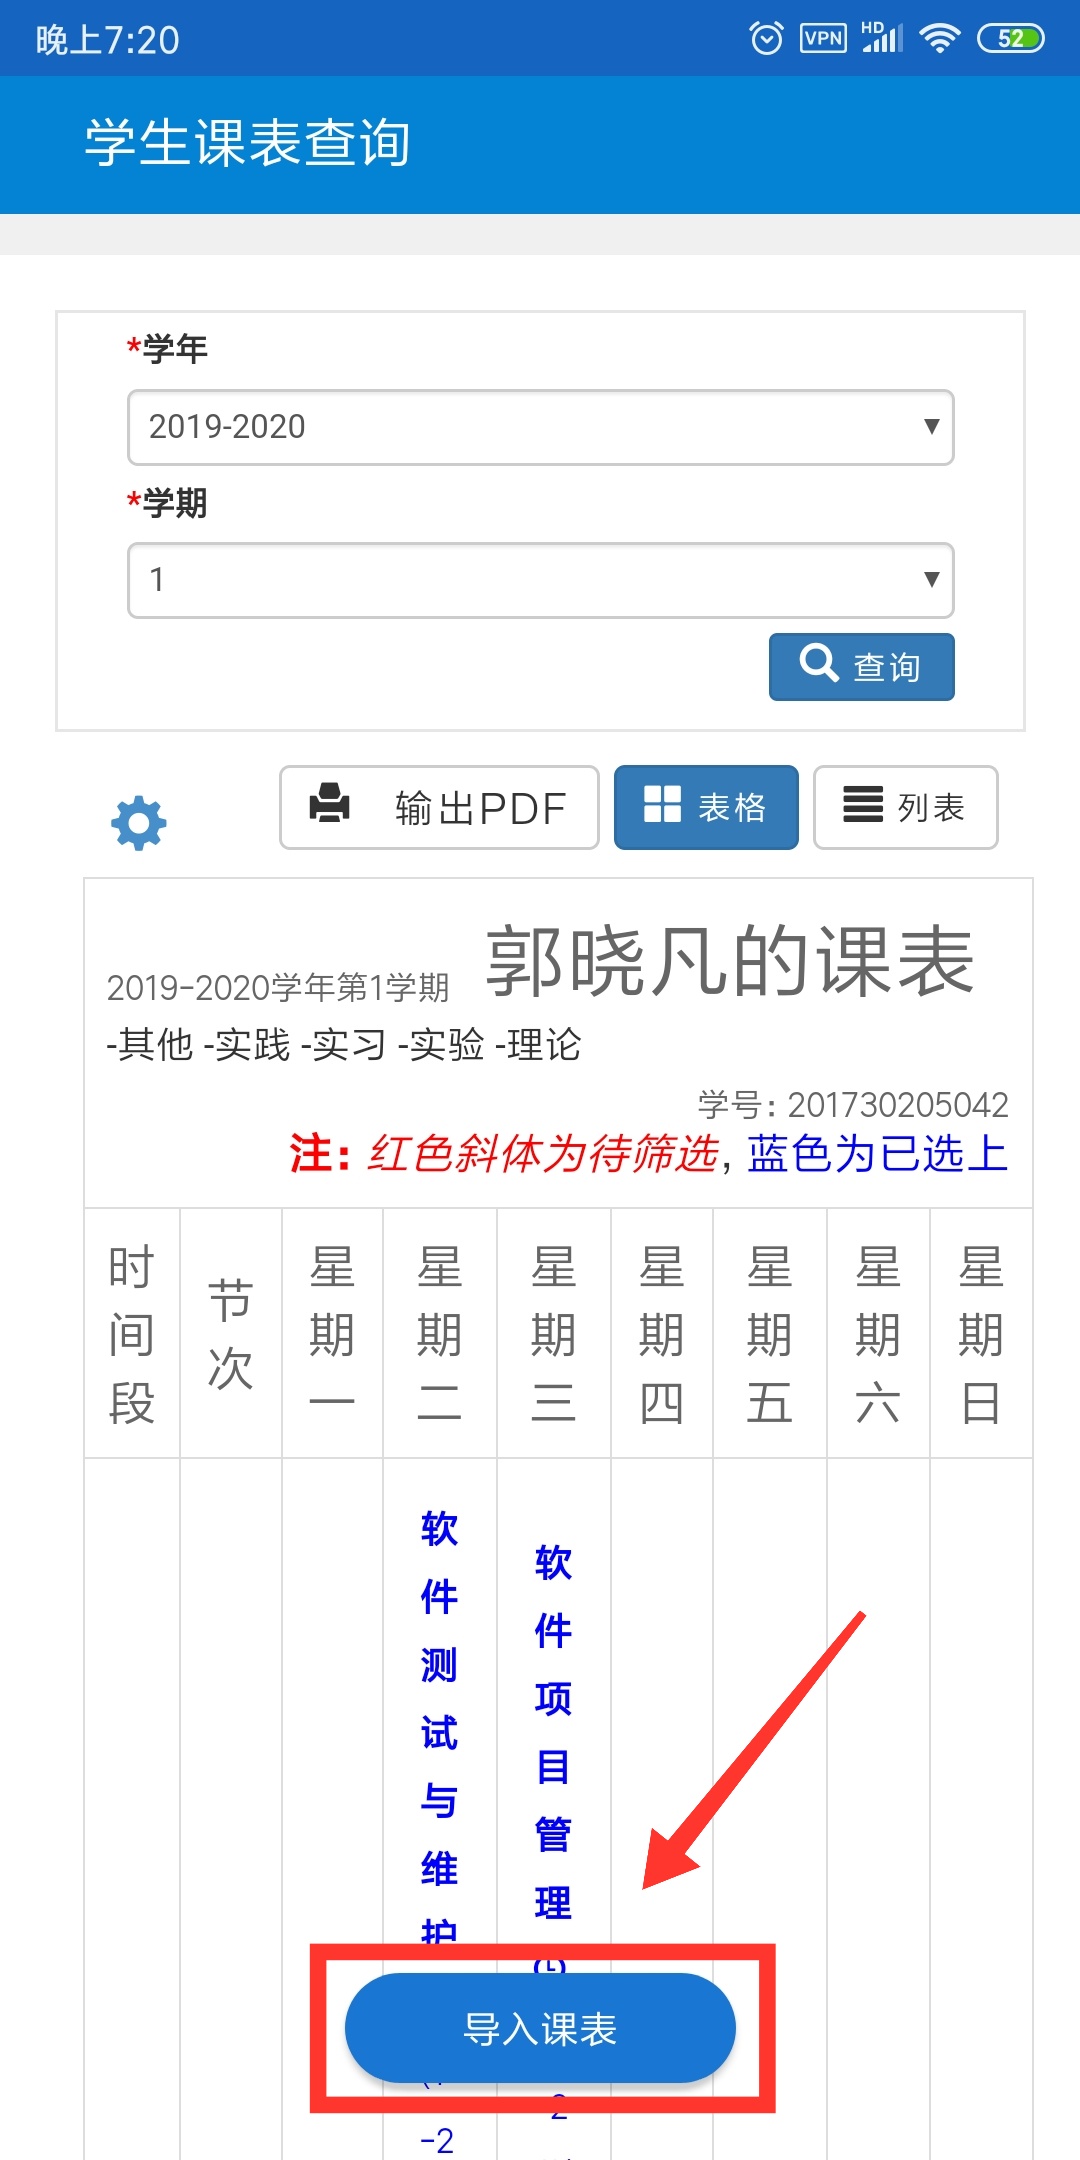 晚上7:20 VPN HD 52
学生课表查询
*学年
2019-2020
*学期
1
查询
输出PDF 表格 列表
2019-2020学年第1学期 郭晓凡的课表
-其他 -实践 -实习 -实验 -理论
学号: 201730205042
注: 红色斜体为待筛选, 蓝色为已选上
时间段 节次 星期一 星期二 星期三 星期四 星期五 星期六 星期日
软件测试与维护
软件项目管理
导入课表
-2
2